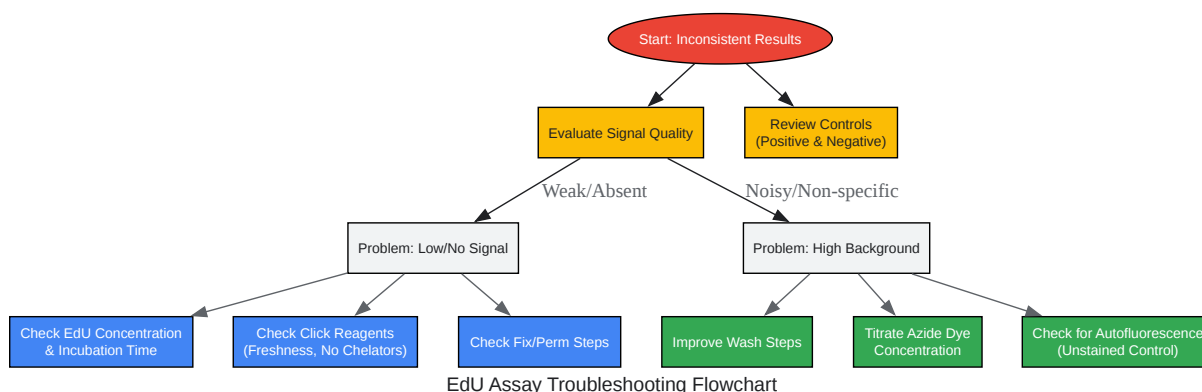 Start: Inconsistent Results
Evaluate Signal Quality
Review Controls
(Positive & Negative)
Weak/Absent
Noisy/Non-specific
Problem: Low/No Signal
Problem: High Background
Check EdU Concentration
& Incubation Time
Check Click Reagents
(Freshness, No Chelators)
Check Fix/Perm Steps
Improve Wash Steps
Titrate Azide Dye
Concentration
Check for Autofluorescence
(Unstained Control)
EdU Assay Troubleshooting Flowchart